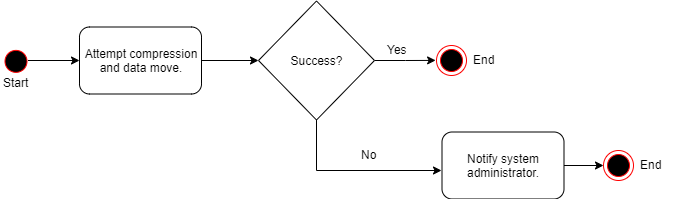 Start
Attempt compression
and data move.
Success?
Yes
End
No
Notify system
administrator.
End